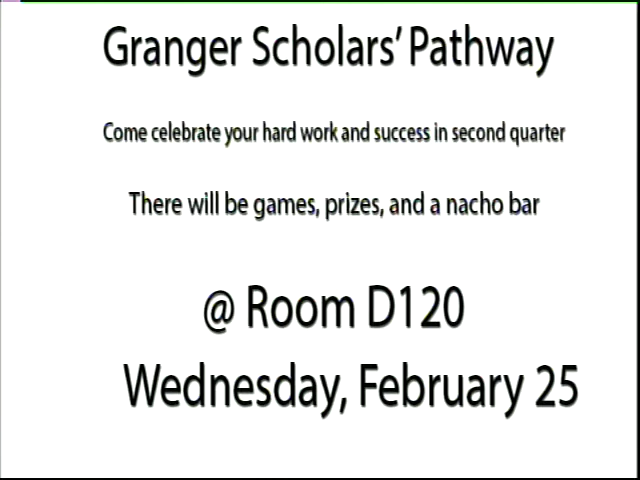 Granger Scholars’ Pathway
Come celebrate your hard work and success in second quarter
There will be games, prizes, and a nacho bar
@ Room D120
Wednesday, February 25